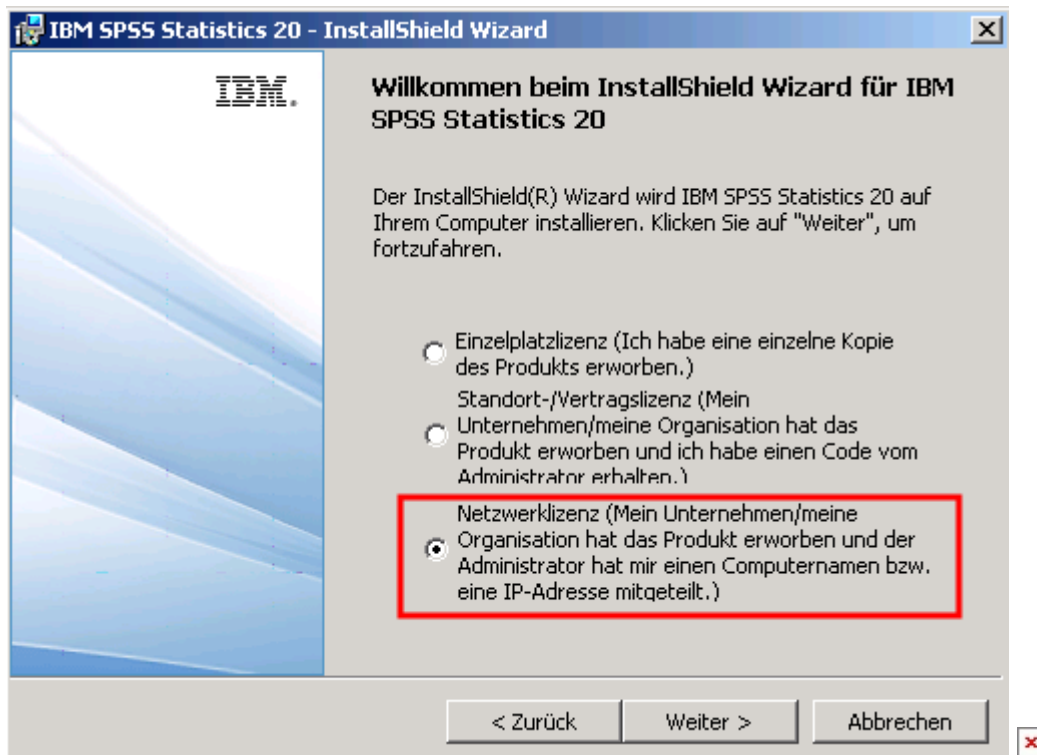 IBM SPSS Statistics 20 - InstallShield Wizard
IBM.
Willkommen beim InstallShield Wizard für IBM
SPSS Statistics 20
Der InstallShield(R) Wizard wird IBM SPSS Statistics 20 auf
Ihrem Computer installieren. Klicken Sie auf "Weiter", um
fortzufahren.
Einzelplatzlizenz (Ich habe eine einzelne Kopie
des Produkts erworben.)
Standort-/Vertragslizenz (Mein
Unternehmen/meine Organisation hat das
Produkt erworben und ich habe einen Code vom
Administrator erhalten.)
Netzwerklizenz (Mein Unternehmen/meine
Organisation hat das Produkt erworben und der
Administrator hat mir einen Computernamen bzw.
eine IP-Adresse mitgeteilt.)
< Zurück
Weiter >
Abbrechen